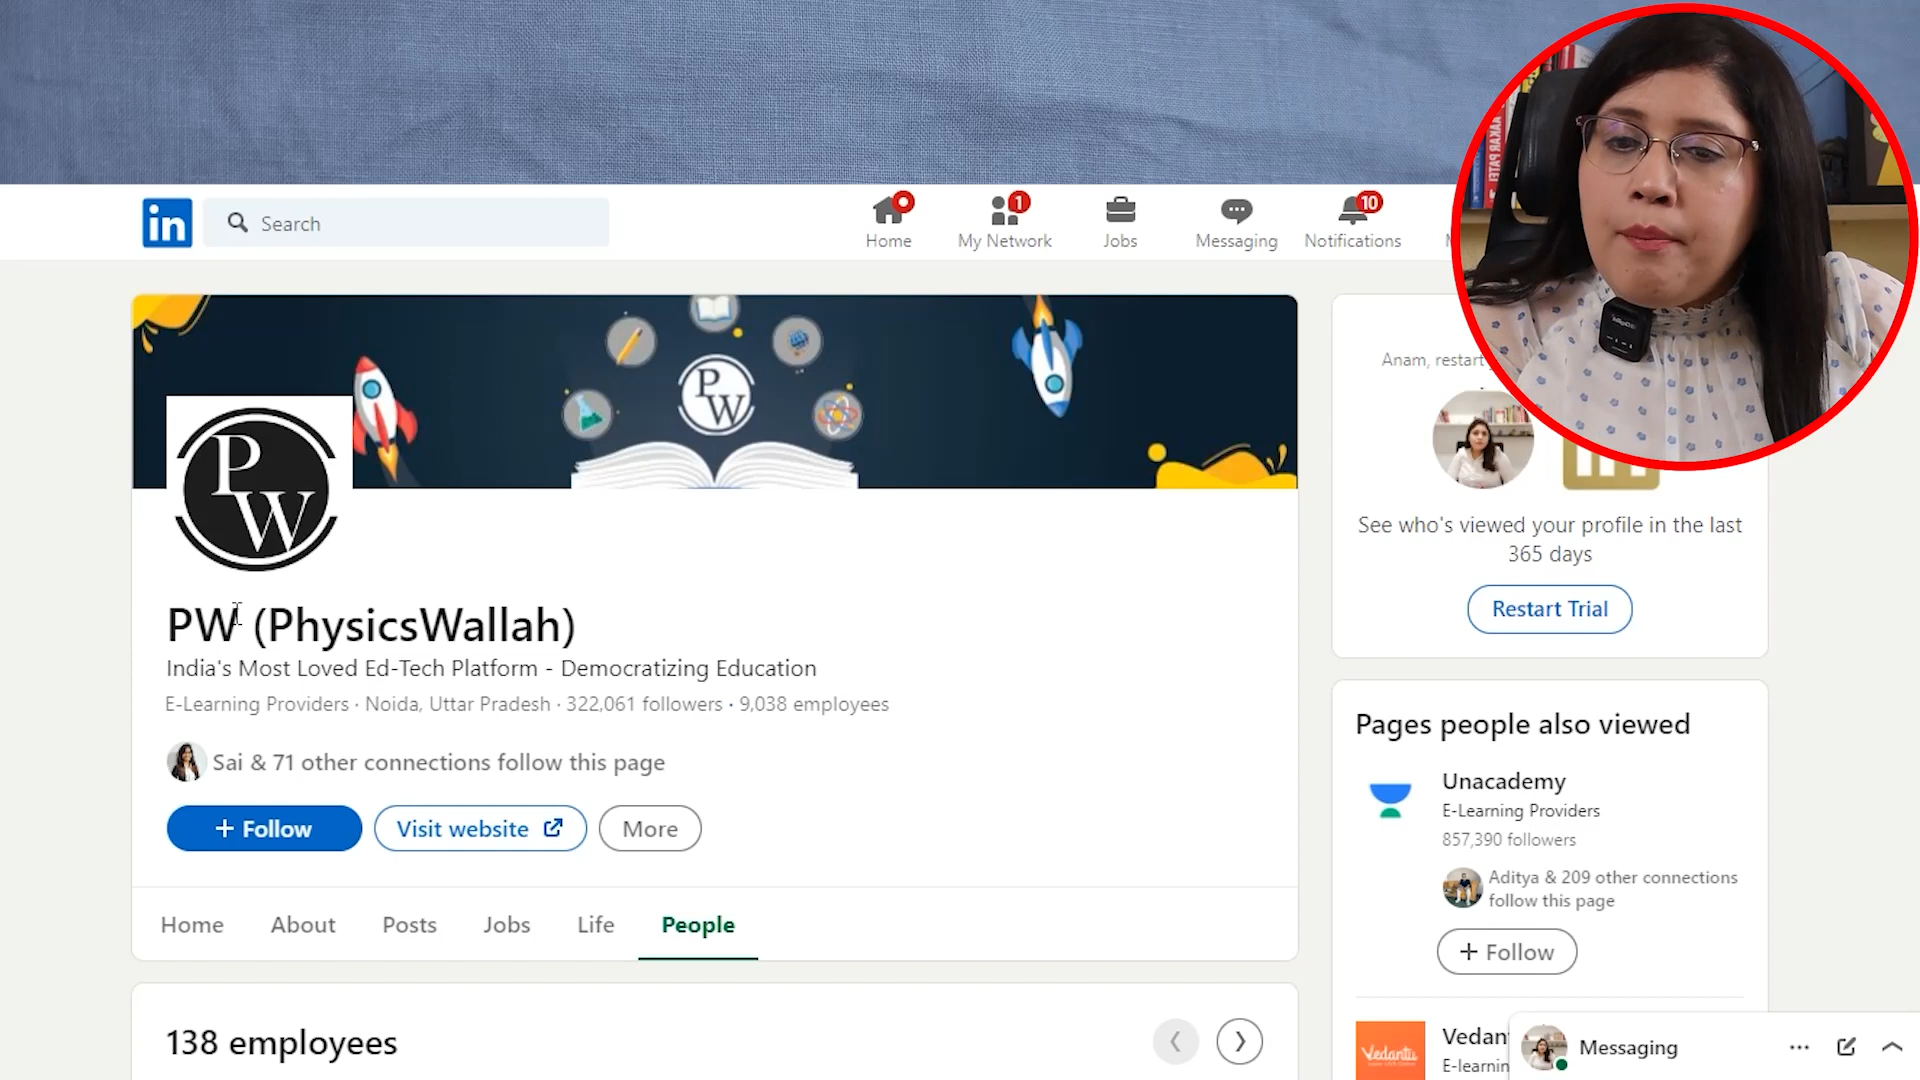 in
Search
Home
1
My Network
Jobs
Messaging
10
Notifications
AAKAR PATEL
PW
PW
PW (PhysicsWallah)
India's Most Loved Ed-Tech Platform - Democratizing Education
E-Learning Providers · Noida, Uttar Pradesh · 322,061 followers · 9,038 employees
Sai & 71 other connections follow this page
+ Follow
Visit website
More
Home
About
Posts
Jobs
Life
People
138 employees
Anam, restart
See who's viewed your profile in the last
365 days
Restart Trial
Pages people also viewed
Unacademy
E-Learning Providers
857,390 followers
Aditya & 209 other connections
follow this page
+ Follow
Vedantu
Vedan
E-learnin
Messaging